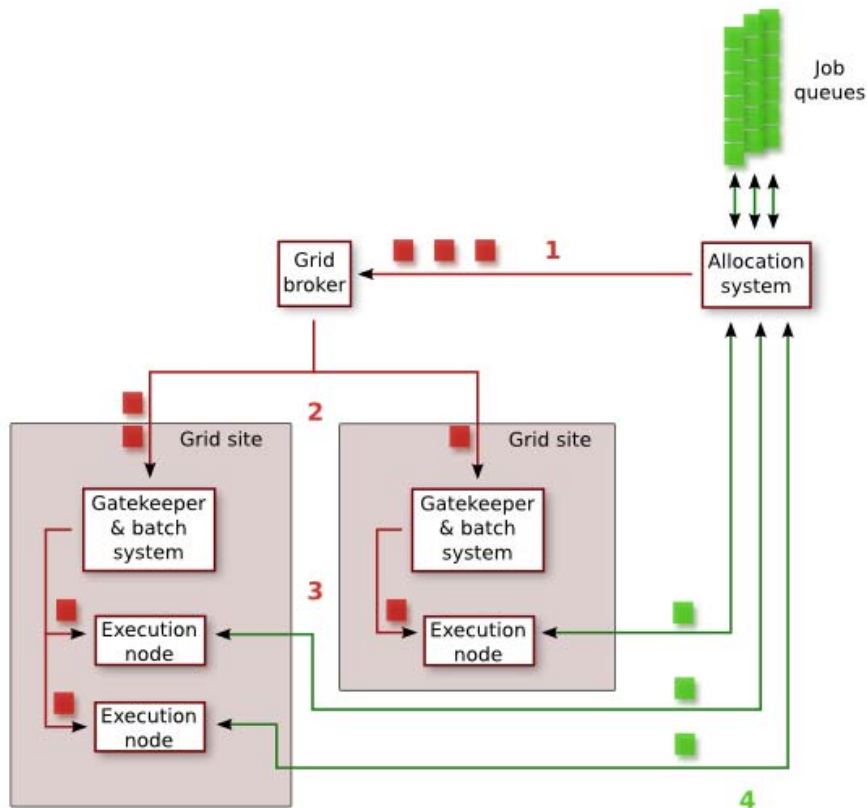 Job
queues
1
Grid
broker
Allocation
system
2
Grid site
Grid site
Gatekeeper
& batch
system
Gatekeeper
& batch
system
3
Execution
node
Execution
node
Execution
node
4